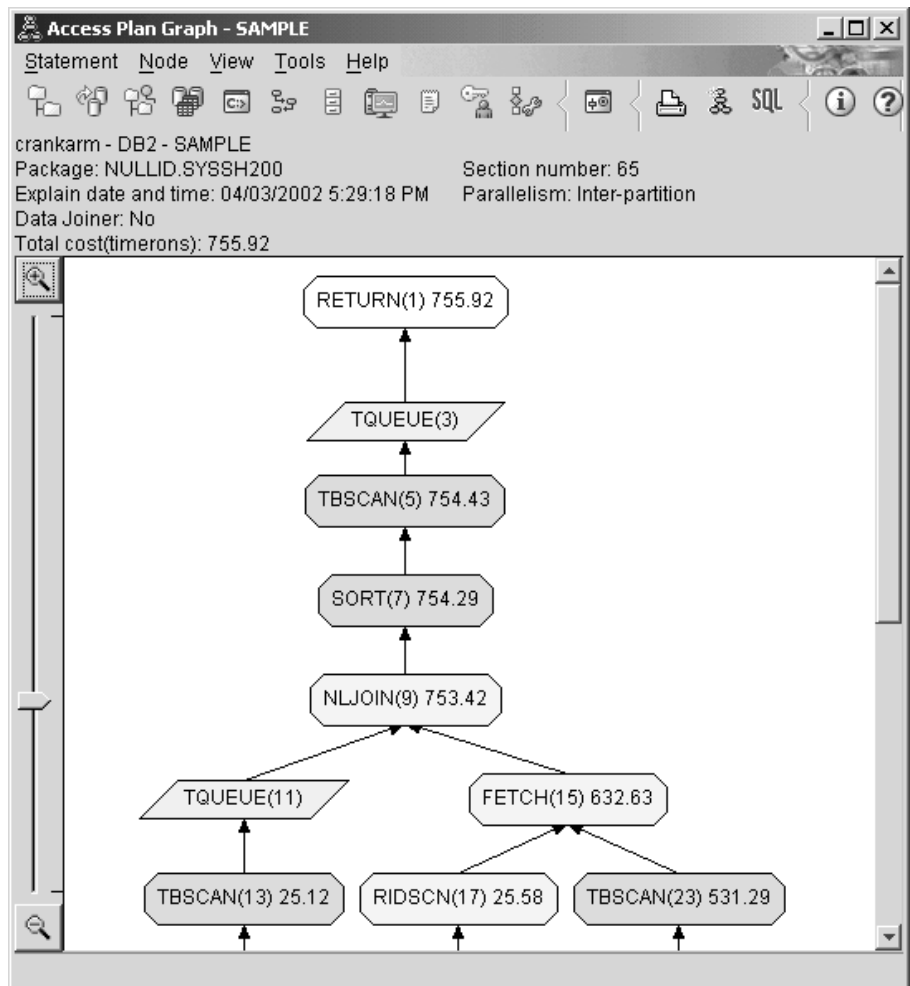 Access Plan Graph - SAMPLE
Statement Node View Tools Help
C:> SQL i ?
crankarm - DB2 - SAMPLE
Package: NULLID.SYSSH200 Section number: 65
Explain date and time: 04/03/2002 5:29:18 PM Parallelism: Inter-partition
Data Joiner: No
Total cost(timerons): 755.92
RETURN(1) 755.92
TQUEUE(3)
TBSCAN(5) 754.43
SORT(7) 754.29
NLJOIN(9) 753.42
TQUEUE(11) FETCH(15) 632.63
TBSCAN(13) 25.12 RIDSCN(17) 25.58 TBSCAN(23) 531.29